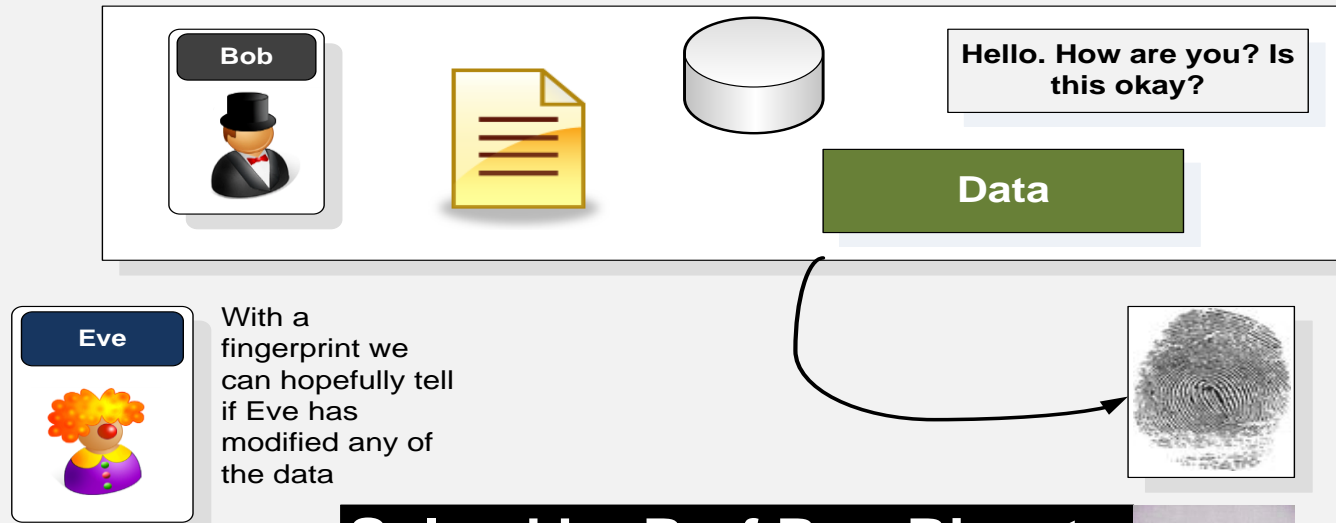 Bob
Hello. How are you? Is
this okay?
Data
Eve
With a
fingerprint we
can hopefully tell
if Eve has
modified any of
the data